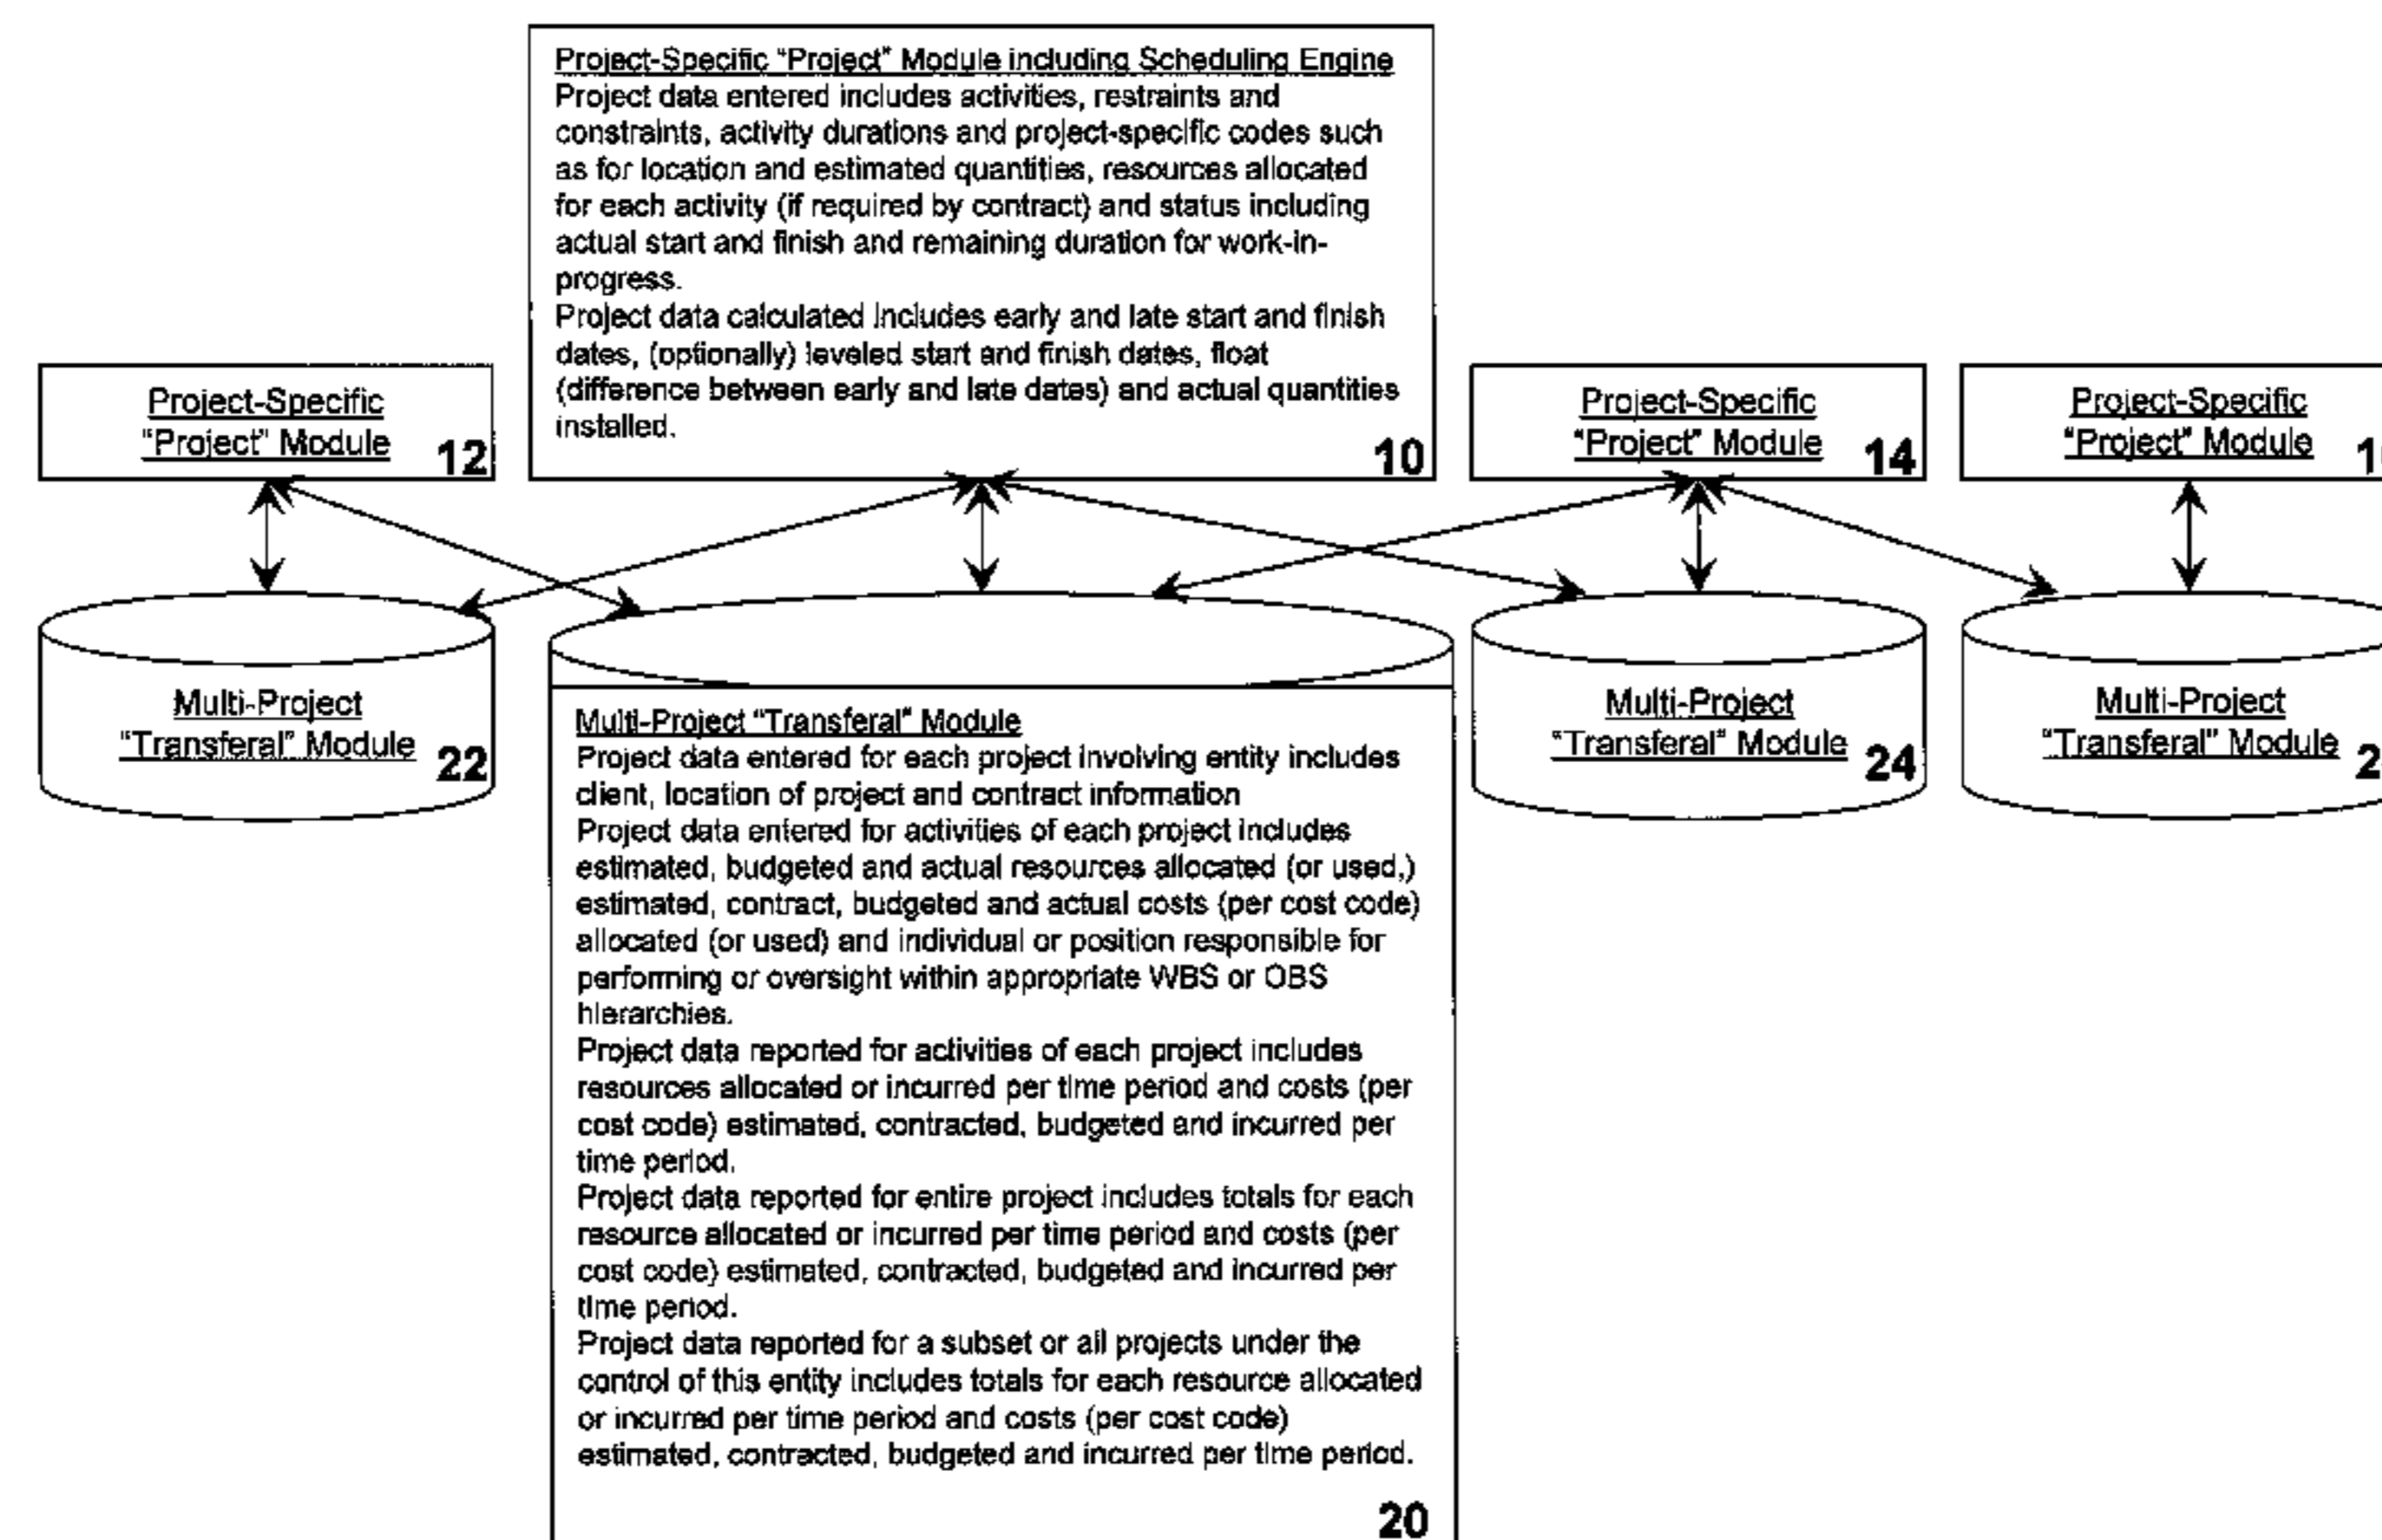 Project-Specific "Project" Module including Scheduling Engine
Project data entered includes activities, restraints and
constraints, activity durations and project-specific codes such
as for location and estimated quantities, resources allocated
for each activity (if required by contract) and status including
actual start and finish and remaining duration for work-in-
progress.
Project data calculated includes early and late start and finish
dates, (optionally) leveled start and finish dates, float
(difference between early and late dates) and actual quantities
installed.
10
Project-Specific
"Project" Module
12
Project-Specific
"Project" Module
14
Project-Specific
"Project" Module
Multi-Project
"Transferal" Module
22
Multi-Project "Transferal" Module
Project data entered for each project involving entity includes
client, location of project and contract information
Project data entered for activities of each project includes
estimated, budgeted and actual resources allocated (or used,)
estimated, contract, budgeted and actual costs (per cost code)
allocated (or used) and individual or position responsible for
performing or oversight within appropriate WBS or OBS
hierarchies.
Project data reported for activities of each project includes
resources allocated or incurred per time period and costs (per
cost code) estimated, contracted, budgeted and incurred per
time period.
Project data reported for entire project includes totals for each
resource allocated or incurred per time period and costs (per
cost code) estimated, contracted, budgeted and incurred per
time period.
Project data reported for a subset or all projects under the
control of this entity includes totals for each resource allocated
or incurred per time period and costs (per cost code)
estimated, contracted, budgeted and incurred per time period.
20
Multi-Project
"Transferal" Module
24
Multi-Project
"Transferal" Module